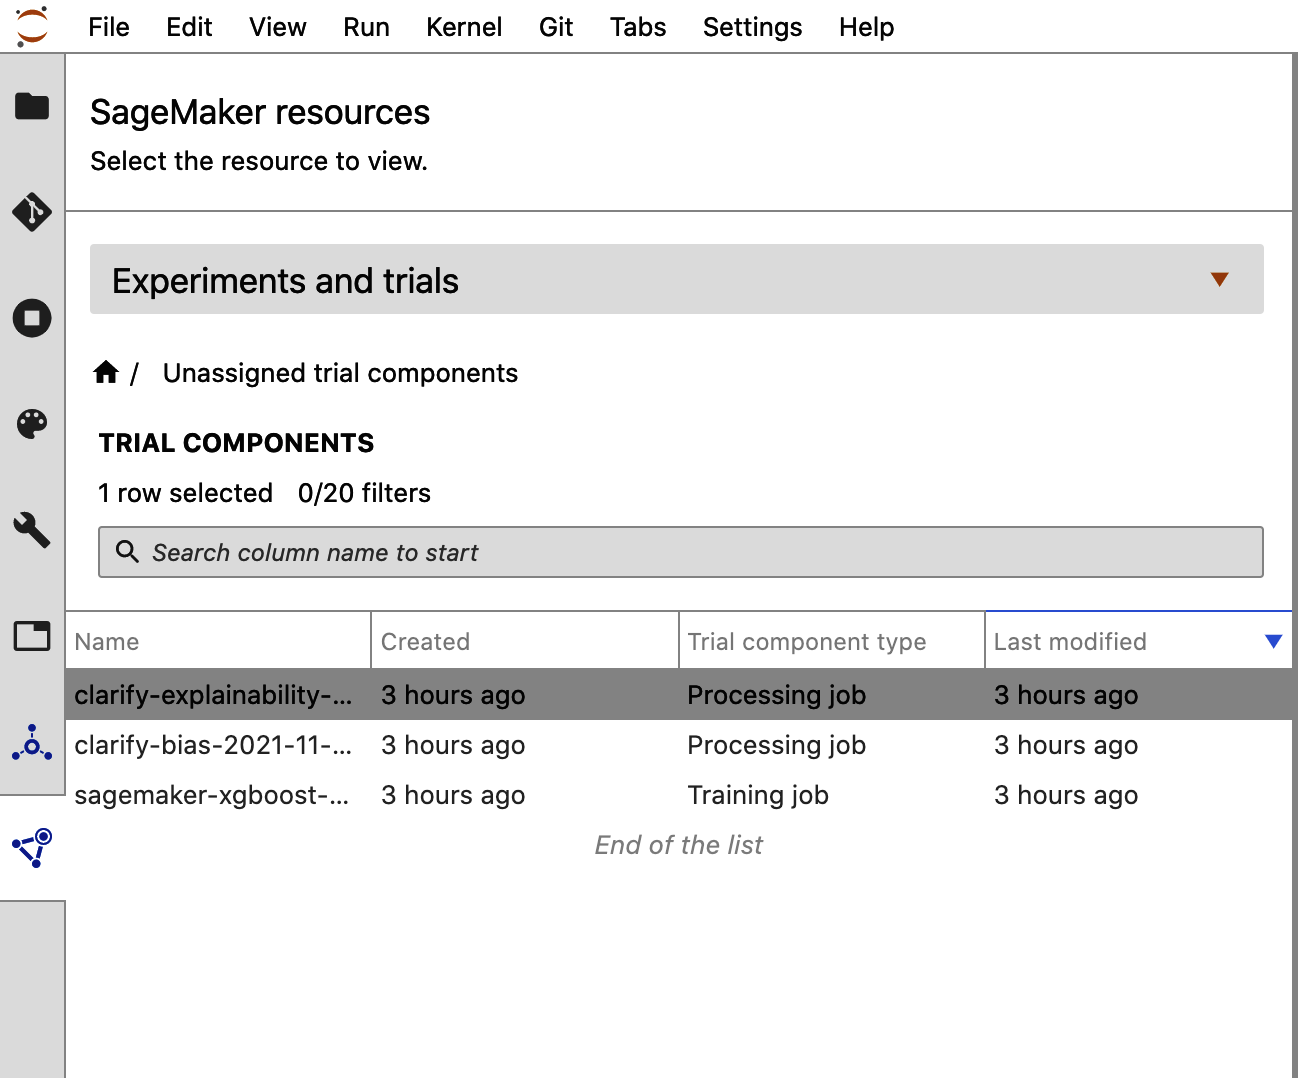 File Edit View Run Kernel Git Tabs Settings Help
SageMaker resources
Select the resource to view.
Experiments and trials
/ Unassigned trial components
TRIAL COMPONENTS
1 row selected 0/20 filters
Search column name to start
Name Created Trial component type Last modified
clarify-explainability-... 3 hours ago Processing job 3 hours ago
clarify-bias-2021-11-... 3 hours ago Processing job 3 hours ago
sagemaker-xgboost-... 3 hours ago Training job 3 hours ago
End of the list